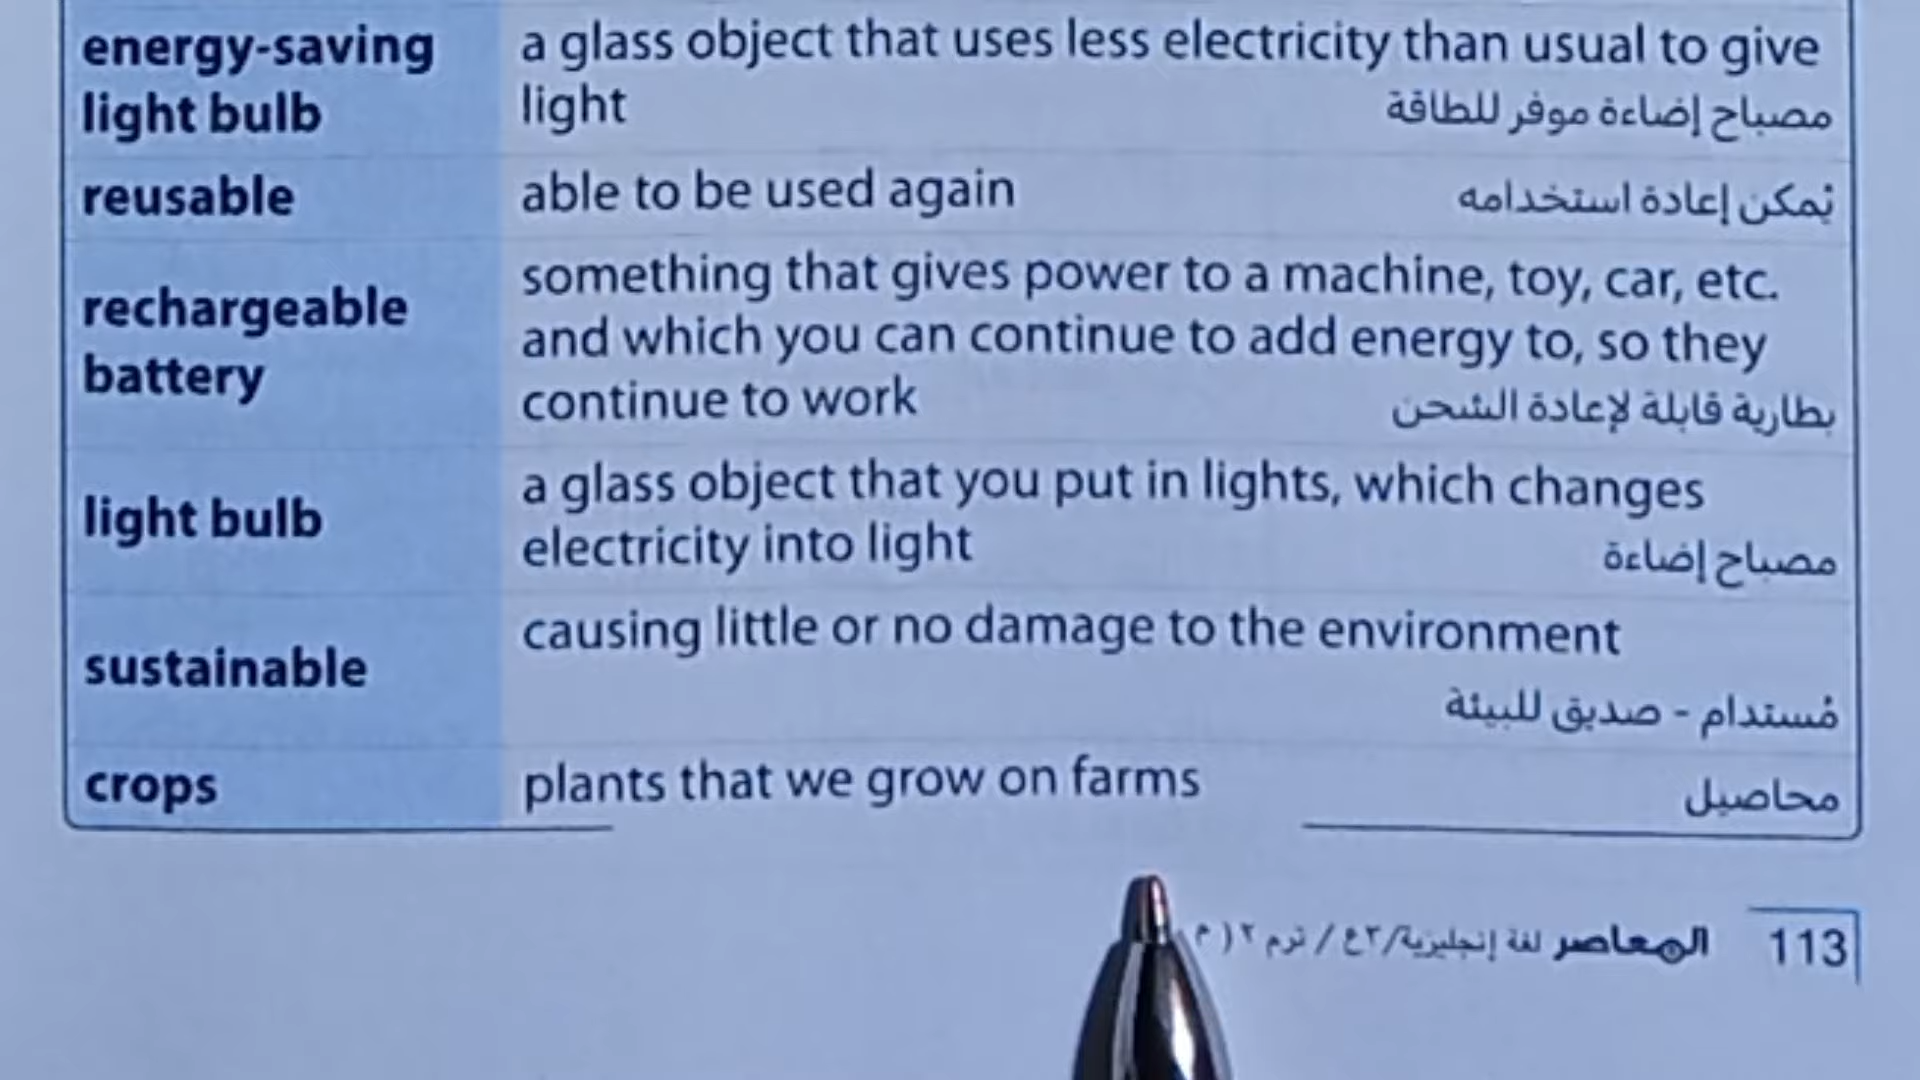 energy-saving
light bulb
a glass object that uses less electricity than usual to give
light مصباح إضاءة موفر للطاقة
reusable
able to be used again يُمكن إعادة استخدامه
rechargeable
battery
something that gives power to a machine, toy, car, etc.
and which you can continue to add energy to, so they
continue to work بطارية قابلة لإعادة الشحن
light bulb
a glass object that you put in lights, which changes
electricity into light مصباح إضاءة
sustainable
causing little or no damage to the environment
مُستدام - صديق للبيئة
crops
plants that we grow on farms محاصيل
المعاصر لغة إنجليزية/٣ع / ترم ٢ (م 113